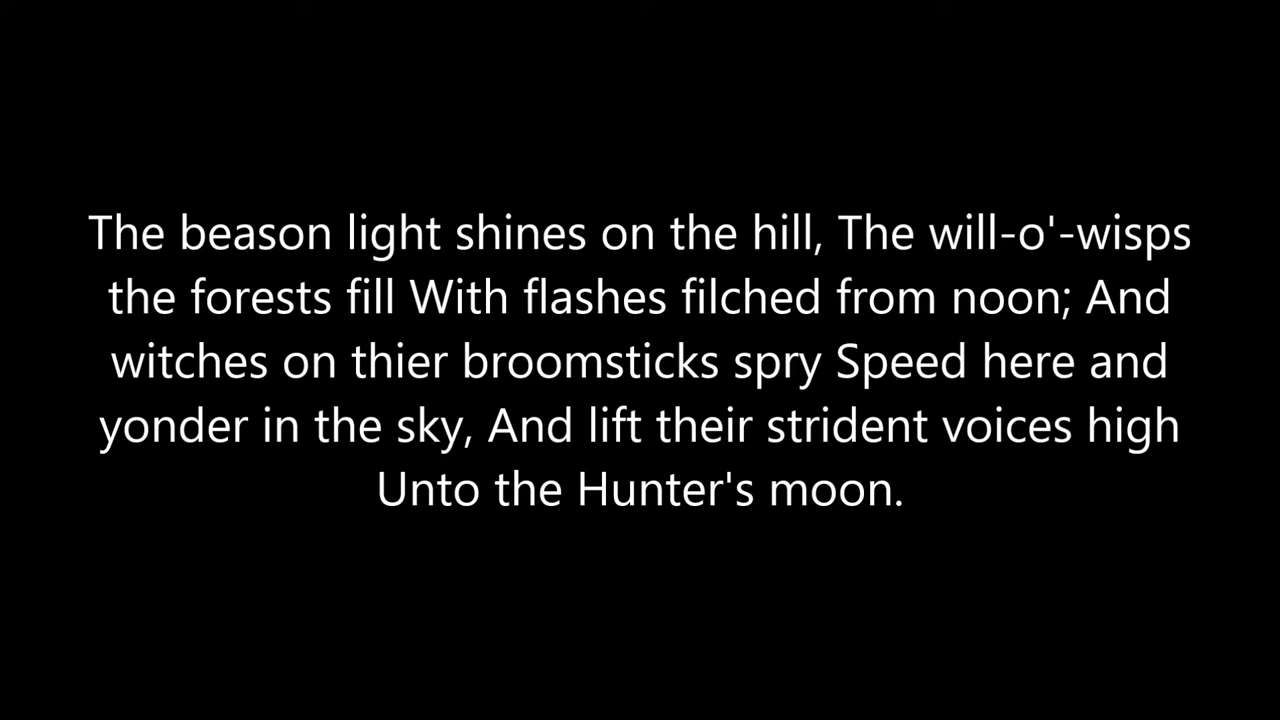 The beason light shines on the hill, The will-o'-wisps
the forests fill With flashes filched from noon; And
witches on thier broomsticks spry Speed here and
yonder in the sky, And lift their strident voices high
Unto the Hunter's moon.